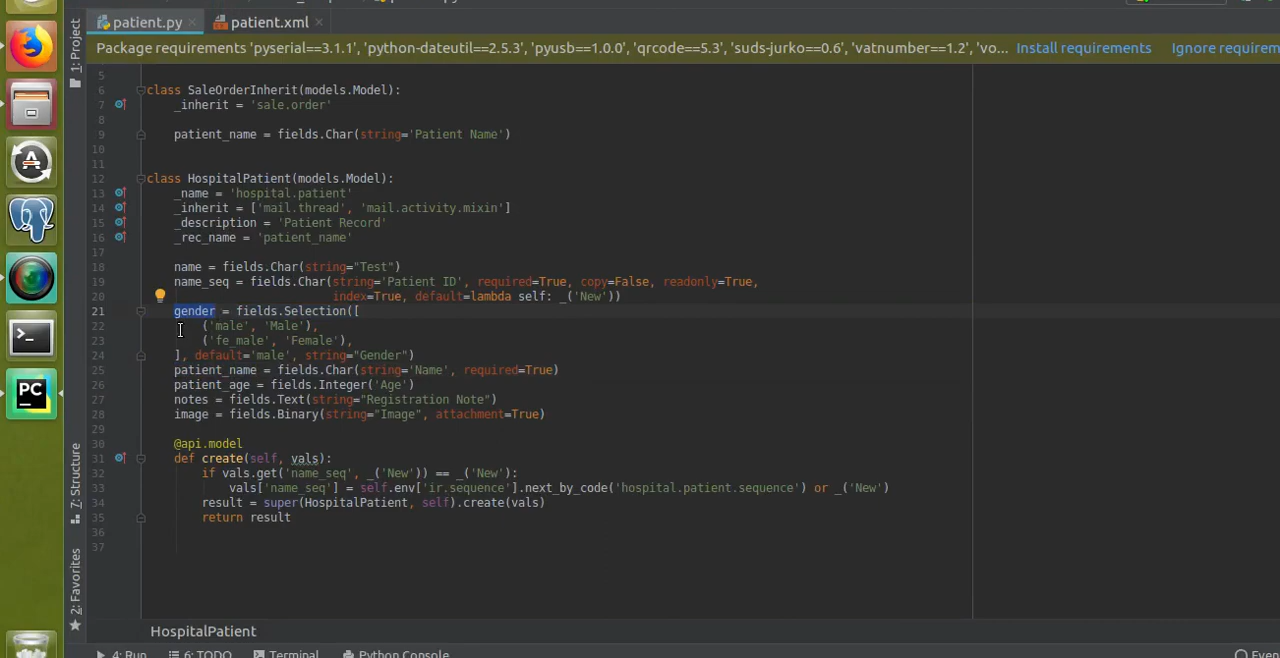 patient.py
patient.xml
1: Project
Package requirements 'pyserial==3.1.1', 'python-dateutil==2.5.3', 'pyusb==1.0.0', 'qrcode==5.3', 'suds-jurko==0.6', 'vatnumber==1.2', 'vo... Install requirements Ignore requirem
5
6 class SaleOrderInherit(models.Model):
7 _inherit = 'sale.order'
8
9 patient_name = fields.Char(string='Patient Name')
10
11
12 class HospitalPatient(models.Model):
13 _name = 'hospital.patient'
14 _inherit = ['mail.thread', 'mail.activity.mixin']
15 _description = 'Patient Record'
16 _rec_name = 'patient_name'
17
18 name = fields.Char(string="Test")
19 name_seq = fields.Char(string='Patient ID', required=True, copy=False, readonly=True,
20 index=True, default=lambda self: _('New'))
21 gender = fields.Selection([
22 ('male', 'Male'),
23 ('fe_male', 'Female'),
24 ], default='male', string="Gender")
25 patient_name = fields.Char(string='Name', required=True)
26 patient_age = fields.Integer('Age')
27 notes = fields.Text(string="Registration Note")
28 image = fields.Binary(string="Image", attachment=True)
29
30 @api.model
31 def create(self, vals):
32 if vals.get('name_seq', _('New')) == _('New'):
33 vals['name_seq'] = self.env['ir.sequence'].next_by_code('hospital.patient.sequence') or _('New')
34 result = super(HospitalPatient, self).create(vals)
35 return result
36
37
7: Structure
2: Favorites
PC
HospitalPatient
4: Run 6: TODO Terminal Python Console Even